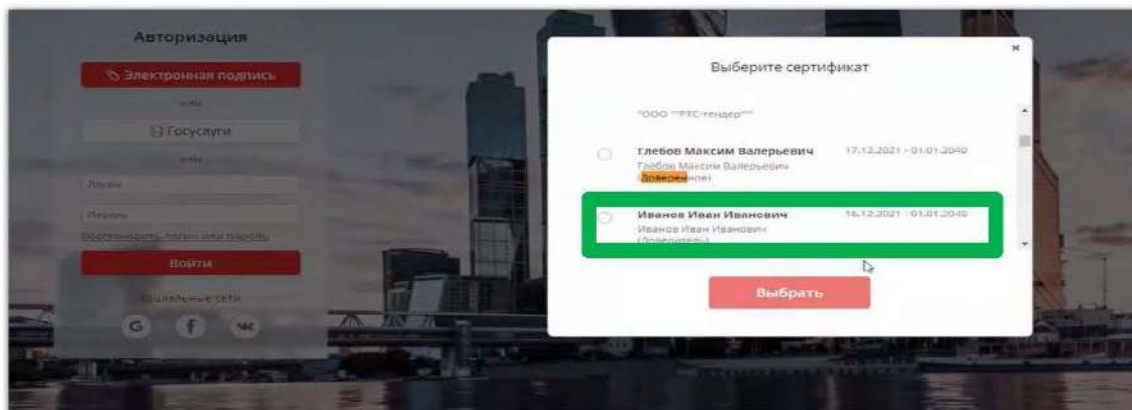 Авторизация
Электронная подпись
или
Госуслуги
или
Логин
Пароль
Восстановить логин или пароль
Войти
Социальные сети
G f
×
Выберите сертификат
"ООО ""РТС-тендер"""
Глебов Максим Валерьевич 17.12.2021 - 01.01.2040
Глебов Максим Валерьевич
(Доверенное)
Иванов Иван Иванович 16.12.2021 - 01.01.2040
Иванов Иван Иванович
(Доверитель)
Выбрать